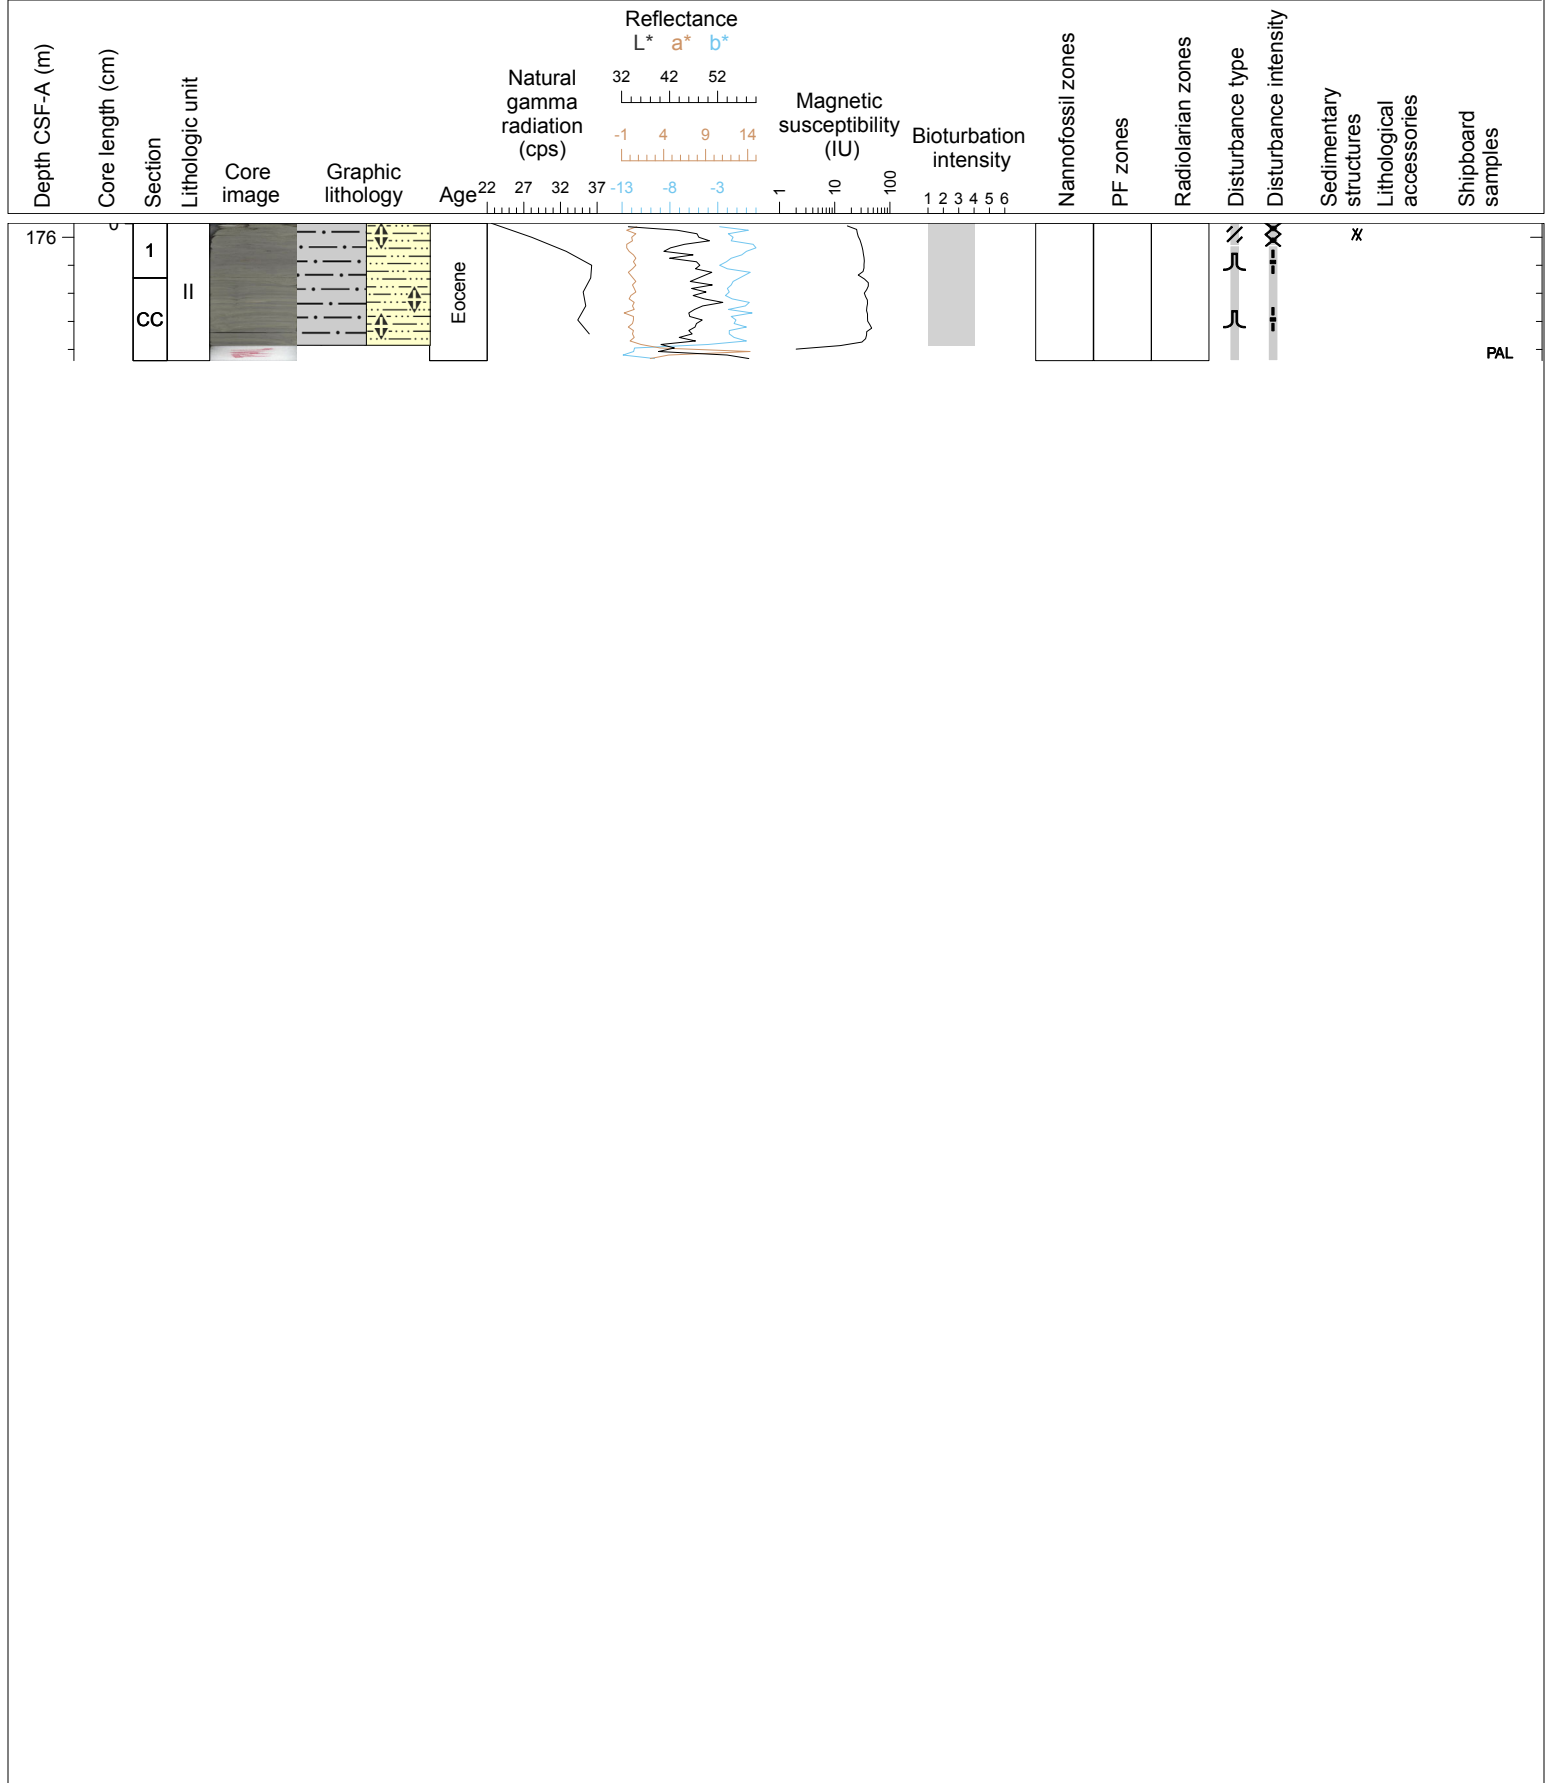 Depth CSF-A (m)
Core length (cm)
Section
Lithologic unit
Core
image
Graphic
lithology
Age
Natural
gamma
radiation
(cps)
22 27 32 37
Reflectance
L* a* b*
32 42 52
-1 4 9 14
-13 -8 -3
Magnetic
susceptibility
(IU)
1 10 100
Bioturbation
intensity
1 2 3 4 5 6
Nannofossil zones
PF zones
Radiolarian zones
Disturbance type
Disturbance intensity
Sedimentary
structures
Lithological
accessories
Shipboard
samples
176
0
1
CC
II
Eocene
PAL